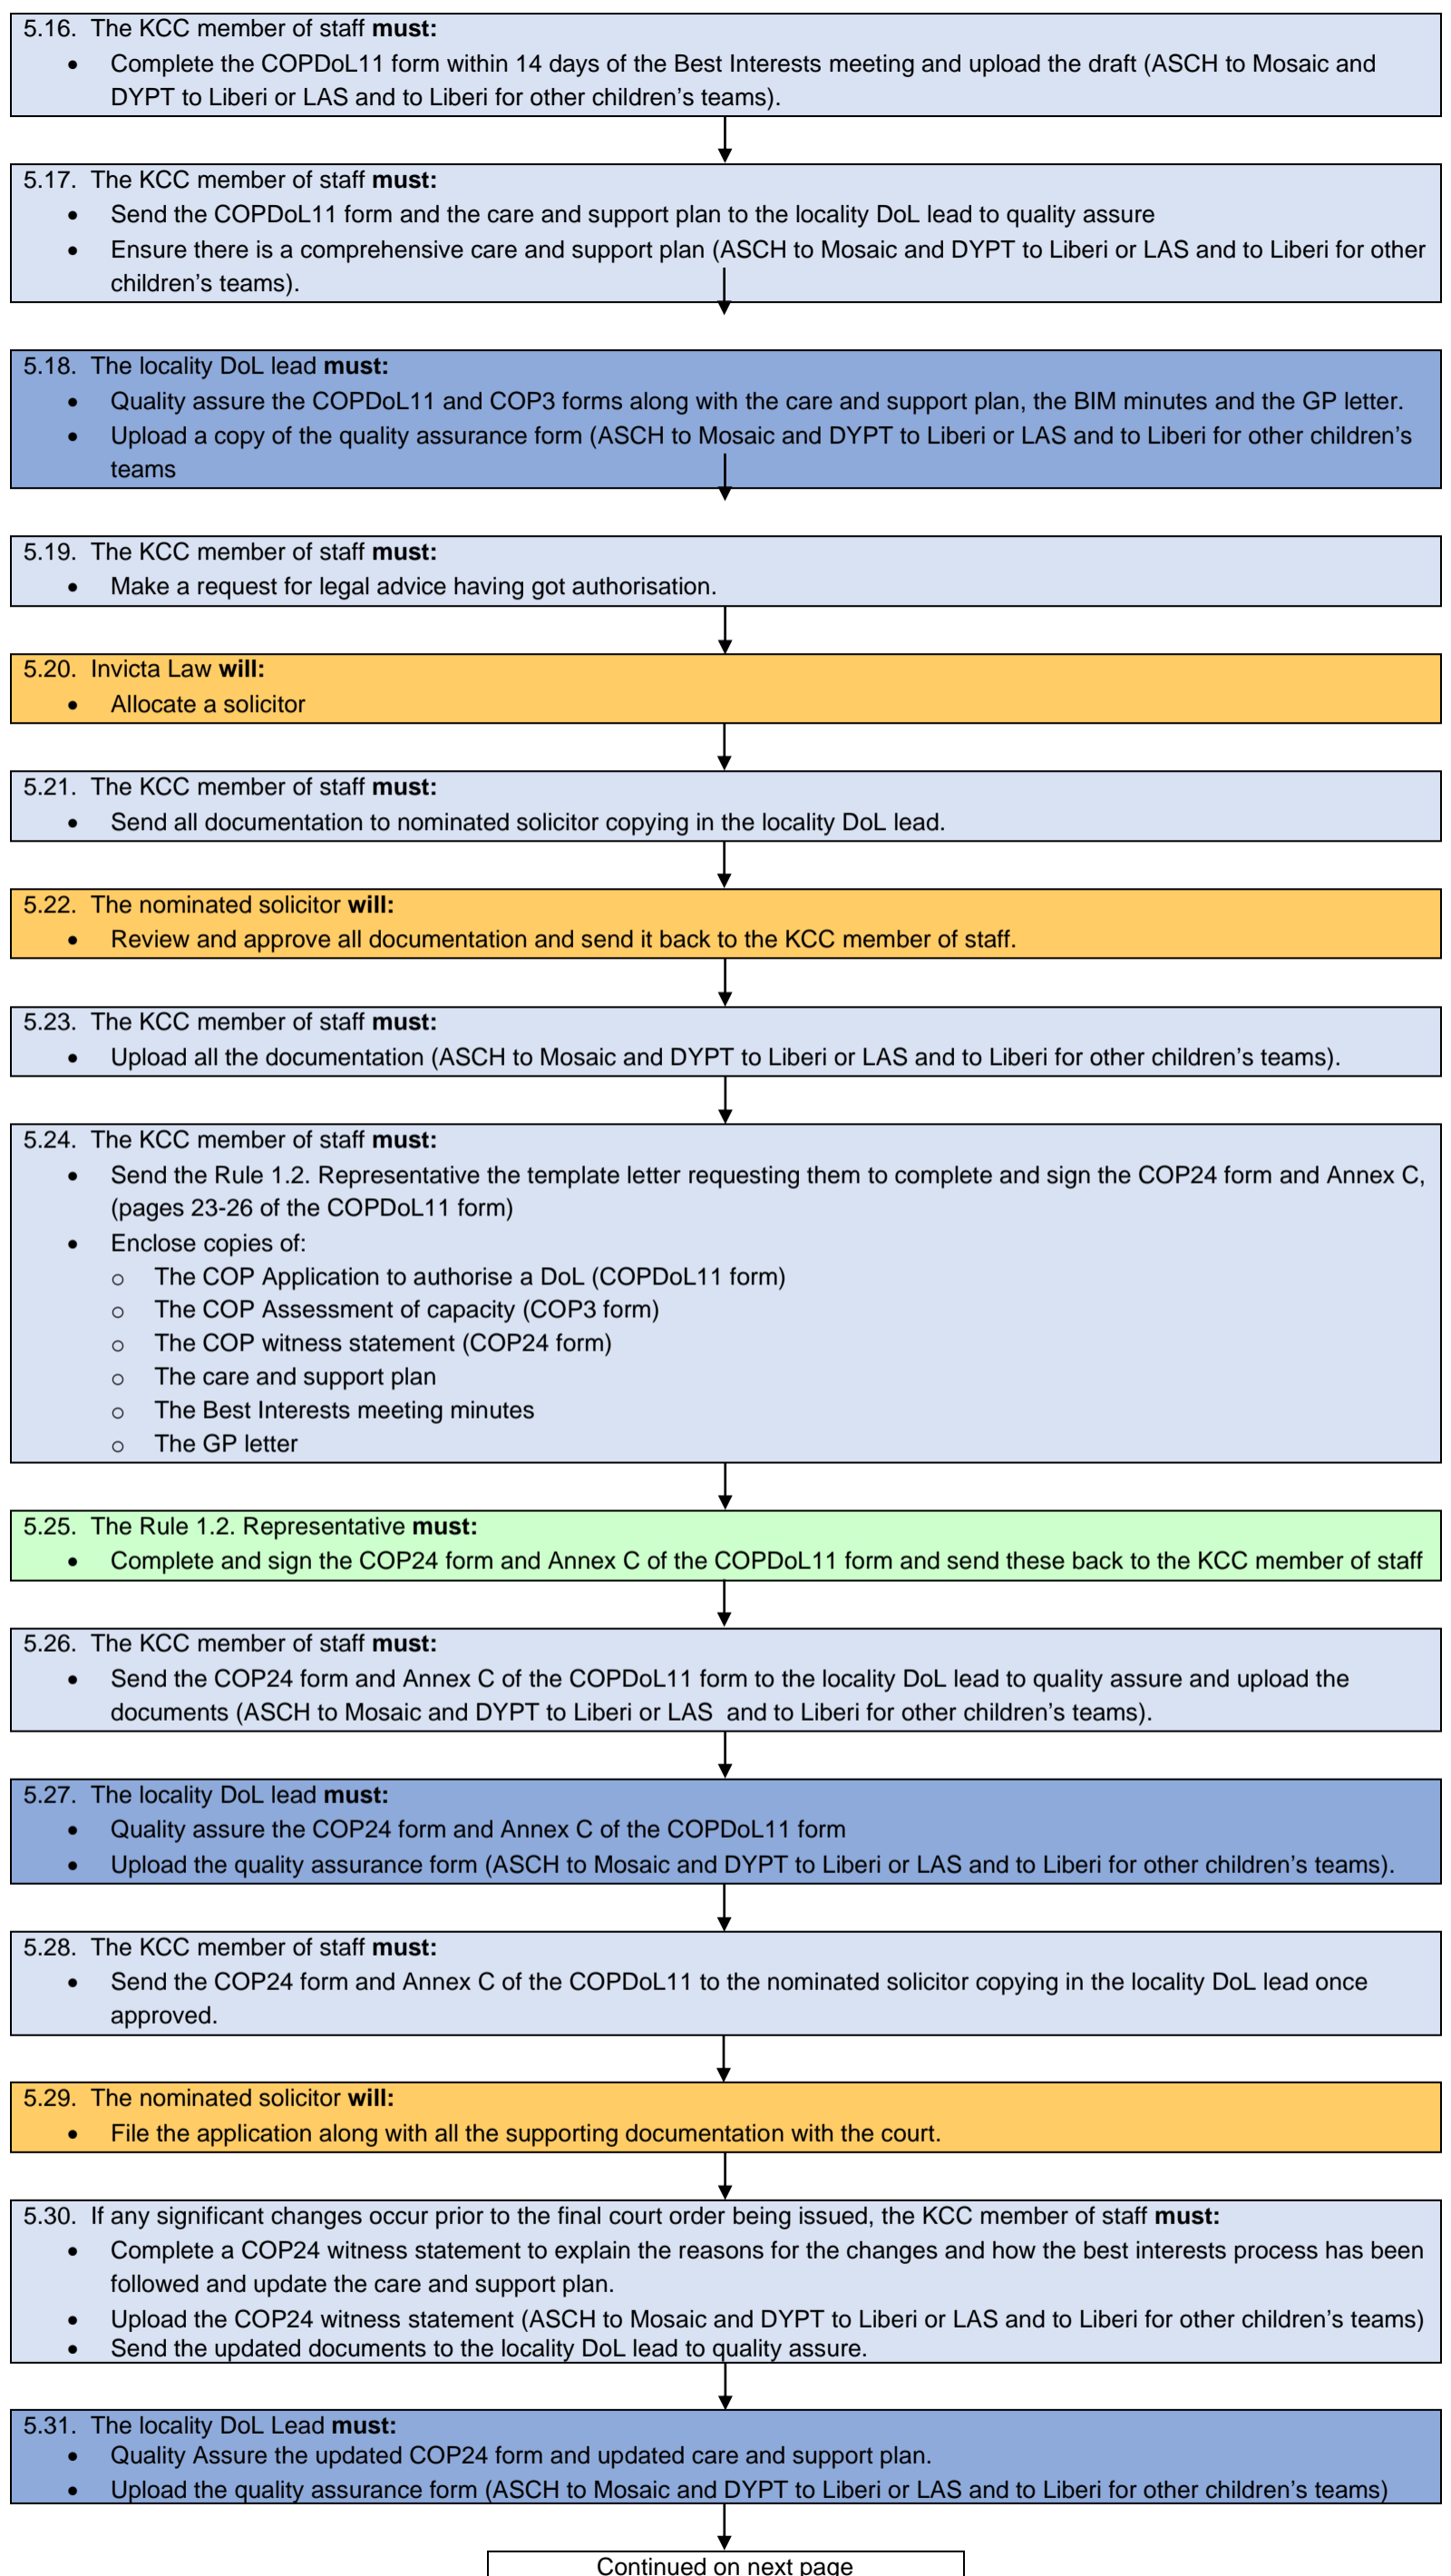 5.16. The KCC member of staff must:
• Complete the COPDoL11 form within 14 days of the Best Interests meeting and upload the draft (ASCH to Mosaic and
DYPT to Liberi or LAS and to Liberi for other children’s teams).
5.17. The KCC member of staff must:
• Send the COPDoL11 form and the care and support plan to the locality DoL lead to quality assure
• Ensure there is a comprehensive care and support plan (ASCH to Mosaic and DYPT to Liberi or LAS and to Liberi for other
children’s teams).
5.18. The locality DoL lead must:
• Quality assure the COPDoL11 and COP3 forms along with the care and support plan, the BIM minutes and the GP letter.
• Upload a copy of the quality assurance form (ASCH to Mosaic and DYPT to Liberi or LAS and to Liberi for other children’s
teams
5.19. The KCC member of staff must:
• Make a request for legal advice having got authorisation.
5.20. Invicta Law will:
• Allocate a solicitor
5.21. The KCC member of staff must:
• Send all documentation to nominated solicitor copying in the locality DoL lead.
5.22. The nominated solicitor will:
• Review and approve all documentation and send it back to the KCC member of staff.
5.23. The KCC member of staff must:
• Upload all the documentation (ASCH to Mosaic and DYPT to Liberi or LAS and to Liberi for other children’s teams).
5.24. The KCC member of staff must:
• Send the Rule 1.2. Representative the template letter requesting them to complete and sign the COP24 form and Annex C,
(pages 23-26 of the COPDoL11 form)
• Enclose copies of:
o The COP Application to authorise a DoL (COPDoL11 form)
o The COP Assessment of capacity (COP3 form)
o The COP witness statement (COP24 form)
o The care and support plan
o The Best Interests meeting minutes
o The GP letter
5.25. The Rule 1.2. Representative must:
• Complete and sign the COP24 form and Annex C of the COPDoL11 form and send these back to the KCC member of staff
5.26. The KCC member of staff must:
• Send the COP24 form and Annex C of the COPDoL11 form to the locality DoL lead to quality assure and upload the
documents (ASCH to Mosaic and DYPT to Liberi or LAS and to Liberi for other children’s teams).
5.27. The locality DoL lead must:
• Quality assure the COP24 form and Annex C of the COPDoL11 form
• Upload the quality assurance form (ASCH to Mosaic and DYPT to Liberi or LAS and to Liberi for other children’s teams).
5.28. The KCC member of staff must:
• Send the COP24 form and Annex C of the COPDoL11 to the nominated solicitor copying in the locality DoL lead once
approved.
5.29. The nominated solicitor will:
• File the application along with all the supporting documentation with the court.
5.30. If any significant changes occur prior to the final court order being issued, the KCC member of staff must:
• Complete a COP24 witness statement to explain the reasons for the changes and how the best interests process has been
followed and update the care and support plan.
• Upload the COP24 witness statement (ASCH to Mosaic and DYPT to Liberi or LAS and to Liberi for other children’s teams)
• Send the updated documents to the locality DoL lead to quality assure.
5.31. The locality DoL Lead must:
• Quality Assure the updated COP24 form and updated care and support plan.
• Upload the quality assurance form (ASCH to Mosaic and DYPT to Liberi or LAS and to Liberi for other children’s teams)
Continued on next page